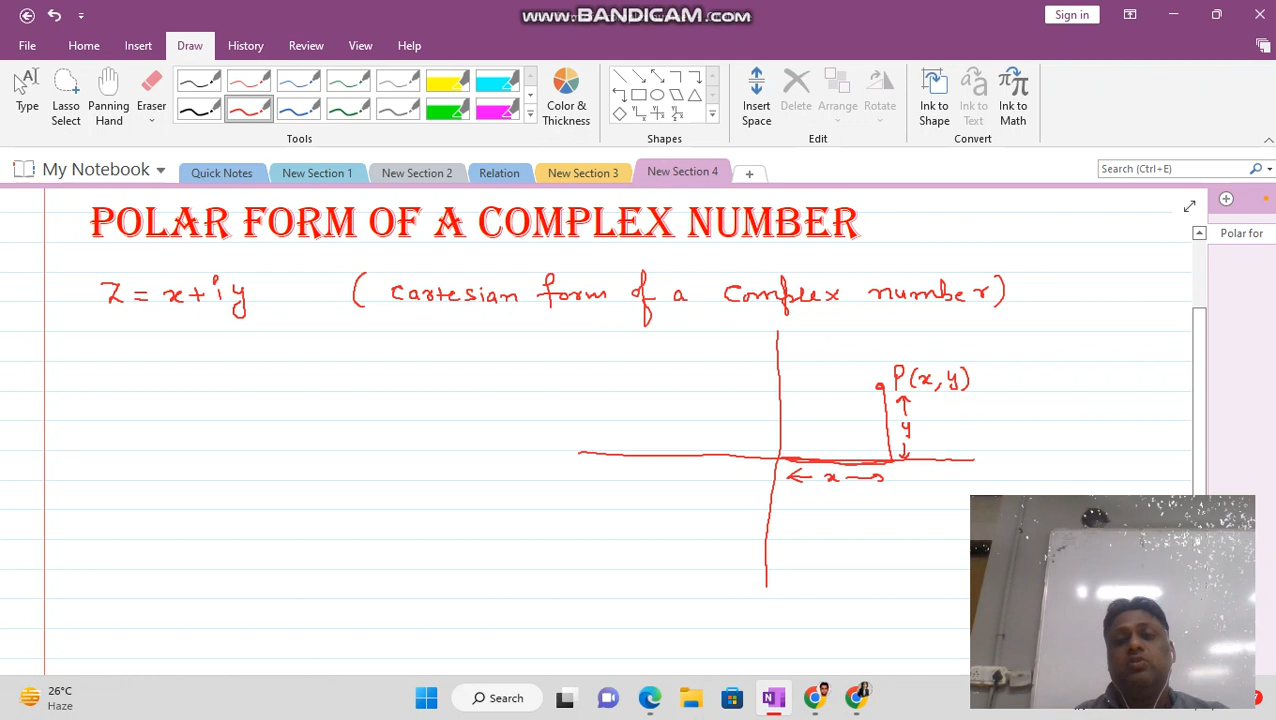 www.BANDICAM.com
Sign in
File Home Insert Draw History Review View Help
Type Lasso Select Panning Hand Eraser Color & Thickness Insert Space Delete Arrange Rotate Ink to Shape Ink to Text Ink to Math
Tools Shapes Edit Convert
My Notebook Quick Notes New Section 1 New Section 2 Relation New Section 3 New Section 4 Search (Ctrl+E)
POLAR FORM OF A COMPLEX NUMBER
Polar for
Z = x+iy (cartesian form of a complex number)
P(x,y)
y
x
26°C
Haze
Search